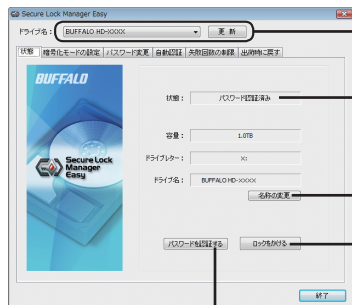 Secure Lock Manager Easy
ドライブ名： BUFFALO HD-XXXX 更新
状態 暗号化モードの設定 パスワード変更 自動認証 失敗回数の制限 出荷時に戻す
BUFFALO
状態： パスワード認証済み
容量： 1.0TB
Secure Lock
Manager
Easy
ドライブレター： X:
ドライブ名： BUFFALO HD-XXXX
名称の変更
パスワードを認証する ロックをかける
終了